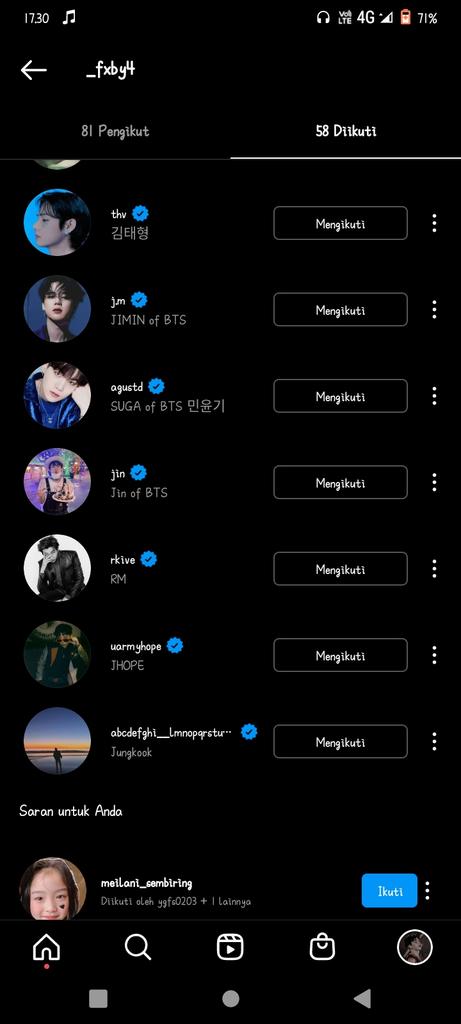 17.30
Vo)) LTE 4G 71%
_fxby4
81 Pengikut
58 Diikuti
thv
김태형
Mengikuti
j.m
JIMIN of BTS
Mengikuti
agustd
SUGA of BTS 민윤기
Mengikuti
jin
Jin of BTS
Mengikuti
rkive
RM
Mengikuti
uarmyhope
JHOPE
Mengikuti
abcdefghi__lmnopqrstu...
Jungkook
Mengikuti
Saran untuk Anda
meilani_sembiring
Diikuti oleh ygfs0203 + 1 lainnya
Ikuti